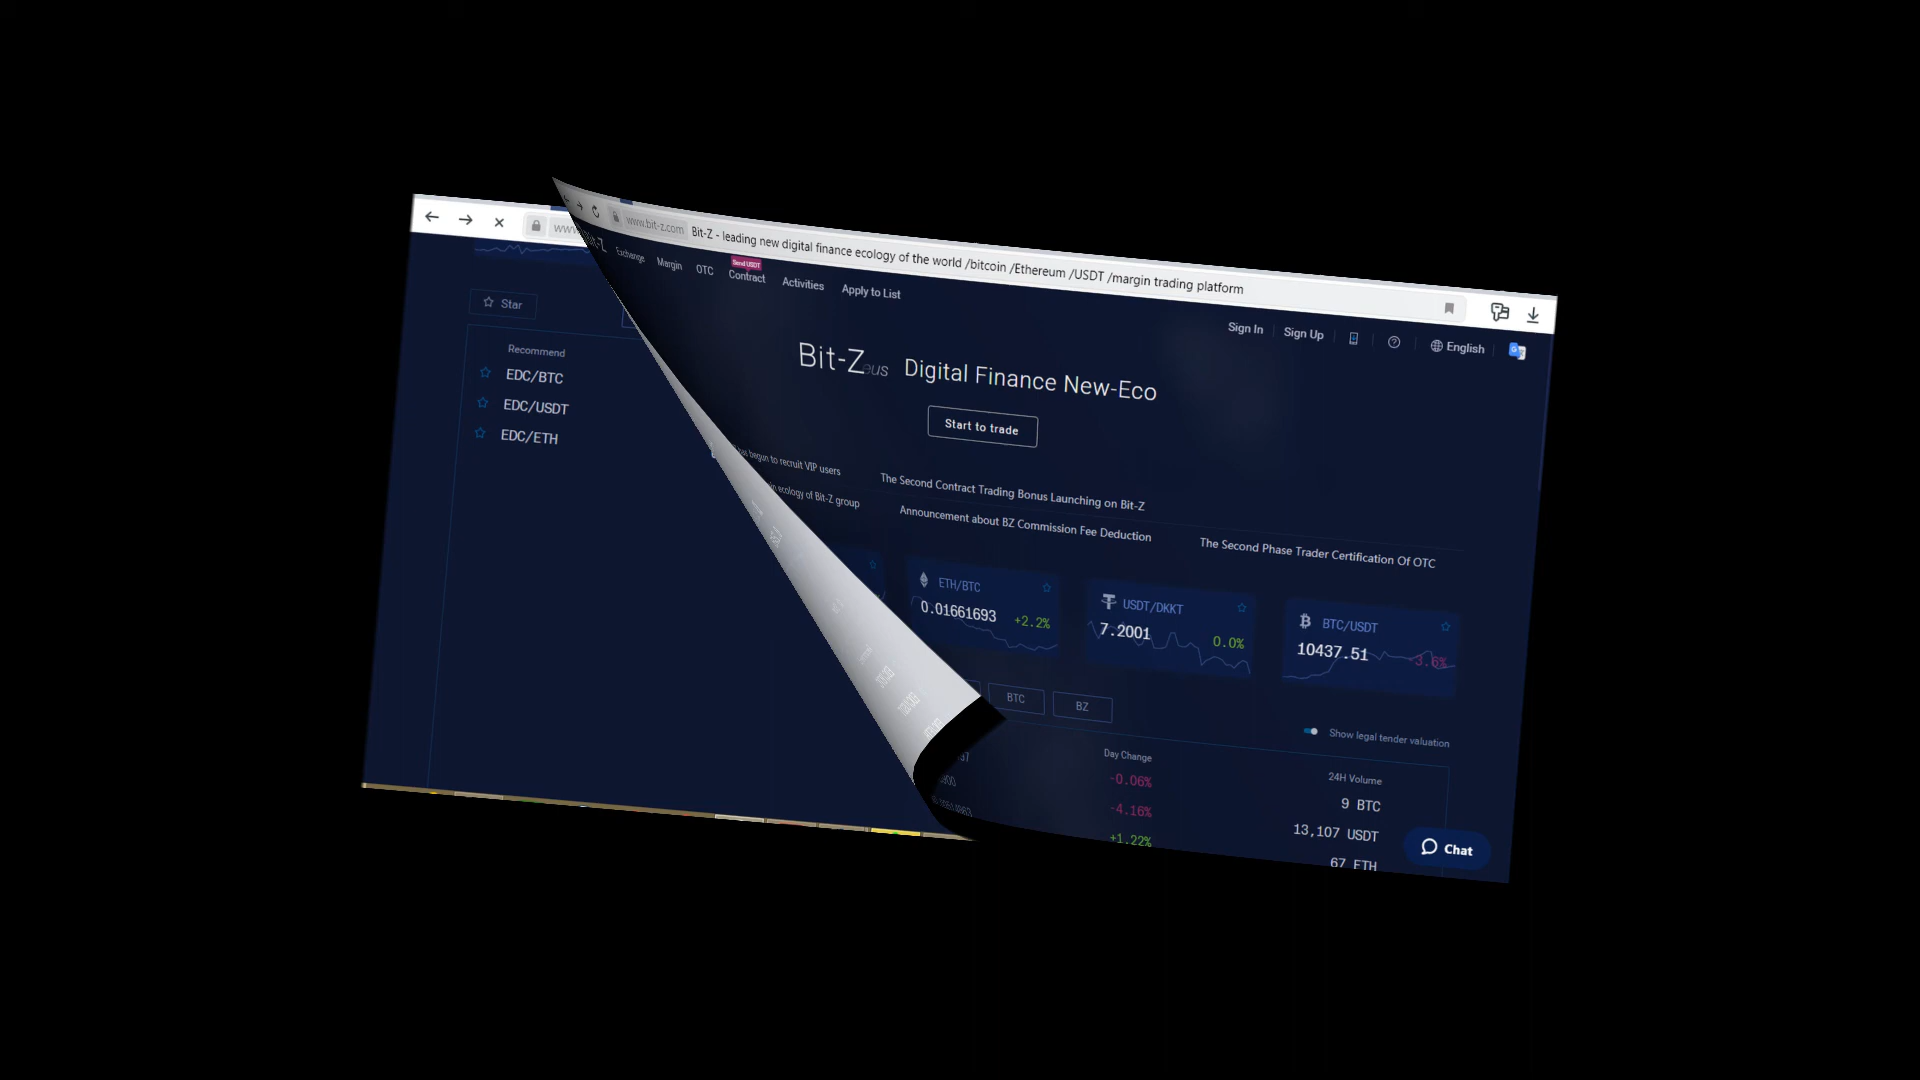 Bit-Z - leading new digital finance ecology of the world /bitcoin /Ethereum /USDT /margin trading platform
www.bit-z.com
Exchange
Margin
OTC
Send USDT
Contract
Activities
Apply to List
Sign In
Sign Up
English
Star
Recommend
EDC/BTC
EDC/USDT
EDC/ETH
Bit-Zeus Digital Finance New-Eco
Start to trade
has begun to recruit VIP users
The Second Contract Trading Bonus Launching on Bit-Z
ecology of Bit-Z group
Announcement about BZ Commission Fee Deduction
The Second Phase Trader Certification Of OTC
ETH/BTC
0.01661693 +2.2%
USDT/DKKT
7.2001 0.0%
BTC/USDT
10437.51 -3.6%
BTC
BZ
Show legal tender valuation
Day Change
24H Volume
-0.06%
9 BTC
-4.16%
13,107 USDT
+1.22%
67 ETH
Chat